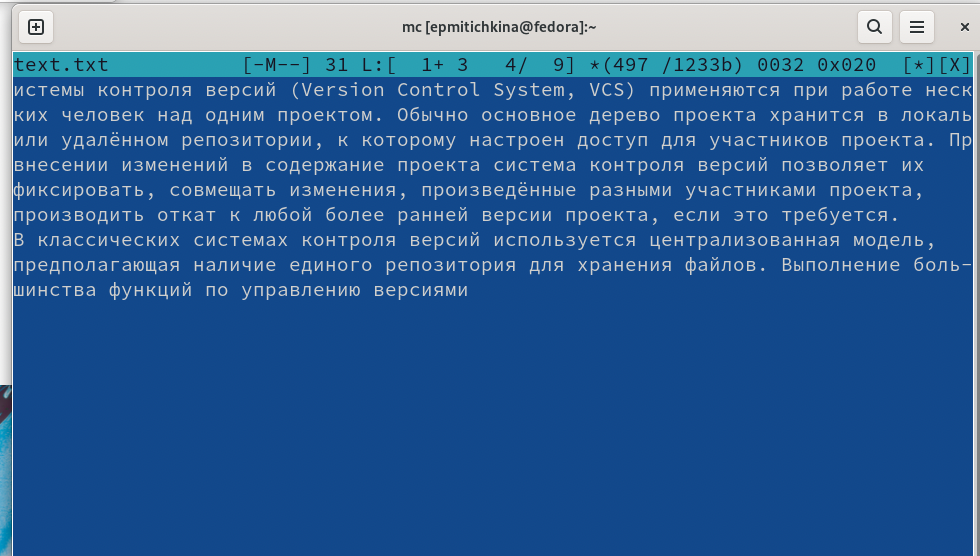 mc [epmitichkina@fedora]:~
text.txt [-M--] 31 L:[ 1+ 3 4/ 9] *(497 /1233b) 0032 0x020 [*][X]
истемы контроля версий (Version Control System, VCS) применяются при работе неск
ких человек над одним проектом. Обычно основное дерево проекта хранится в локаль
или удалённом репозитории, к которому настроен доступ для участников проекта. Пр
внесении изменений в содержание проекта система контроля версий позволяет их
фиксировать, совмещать изменения, произведённые разными участниками проекта,
производить откат к любой более ранней версии проекта, если это требуется.
В классических системах контроля версий используется централизованная модель,
предполагающая наличие единого репозитория для хранения файлов. Выполнение боль-
шинства функций по управлению версиями